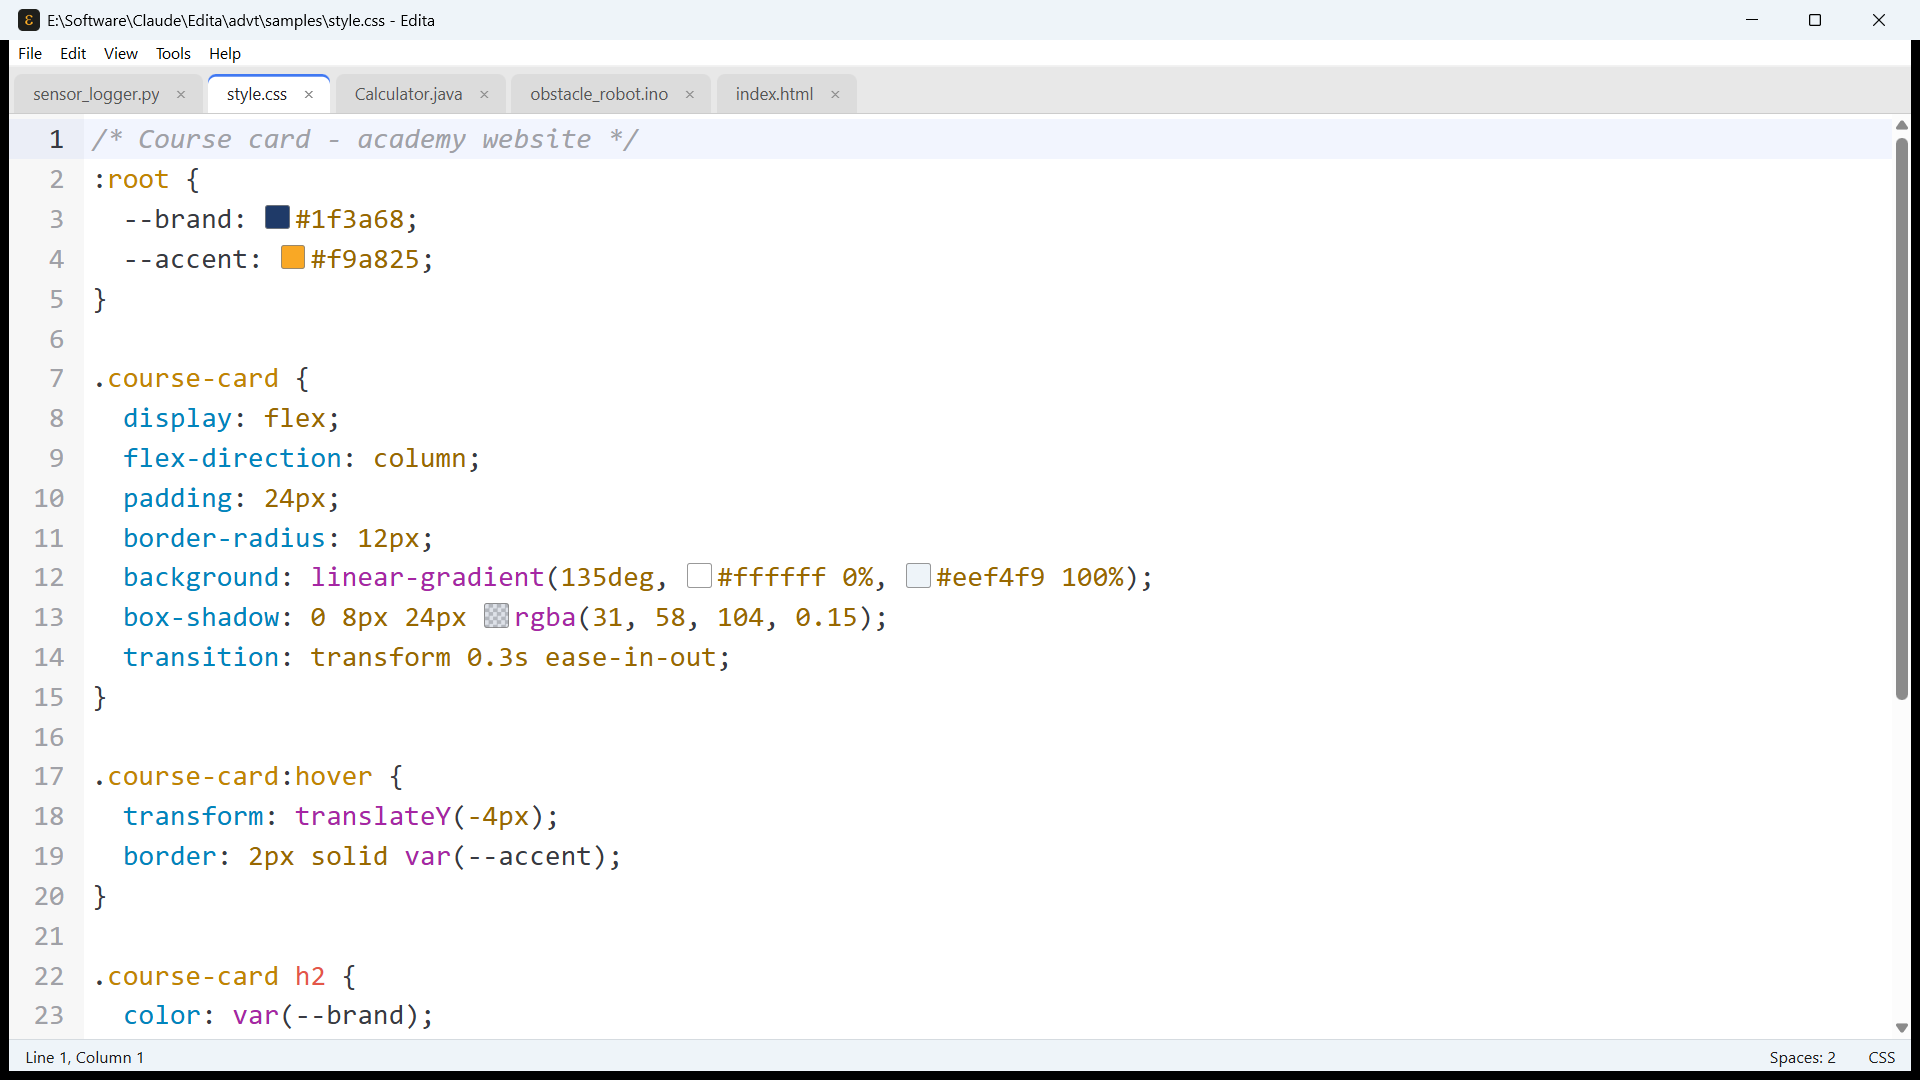 E:\Software\Claude\Edita\advt\samples\style.css - Edita
File Edit View Tools Help
sensor_logger.py × style.css × Calculator.java × obstacle_robot.ino × index.html ×
1 /* Course card - academy website */
2 :root {
3   --brand: #1f3a68;
4   --accent: #f9a825;
5 }
6
7 .course-card {
8   display: flex;
9   flex-direction: column;
10   padding: 24px;
11   border-radius: 12px;
12   background: linear-gradient(135deg, #ffffff 0%, #eef4f9 100%);
13   box-shadow: 0 8px 24px rgba(31, 58, 104, 0.15);
14   transition: transform 0.3s ease-in-out;
15 }
16
17 .course-card:hover {
18   transform: translateY(-4px);
19   border: 2px solid var(--accent);
20 }
21
22 .course-card h2 {
23   color: var(--brand);
Line 1, Column 1 Spaces: 2 CSS